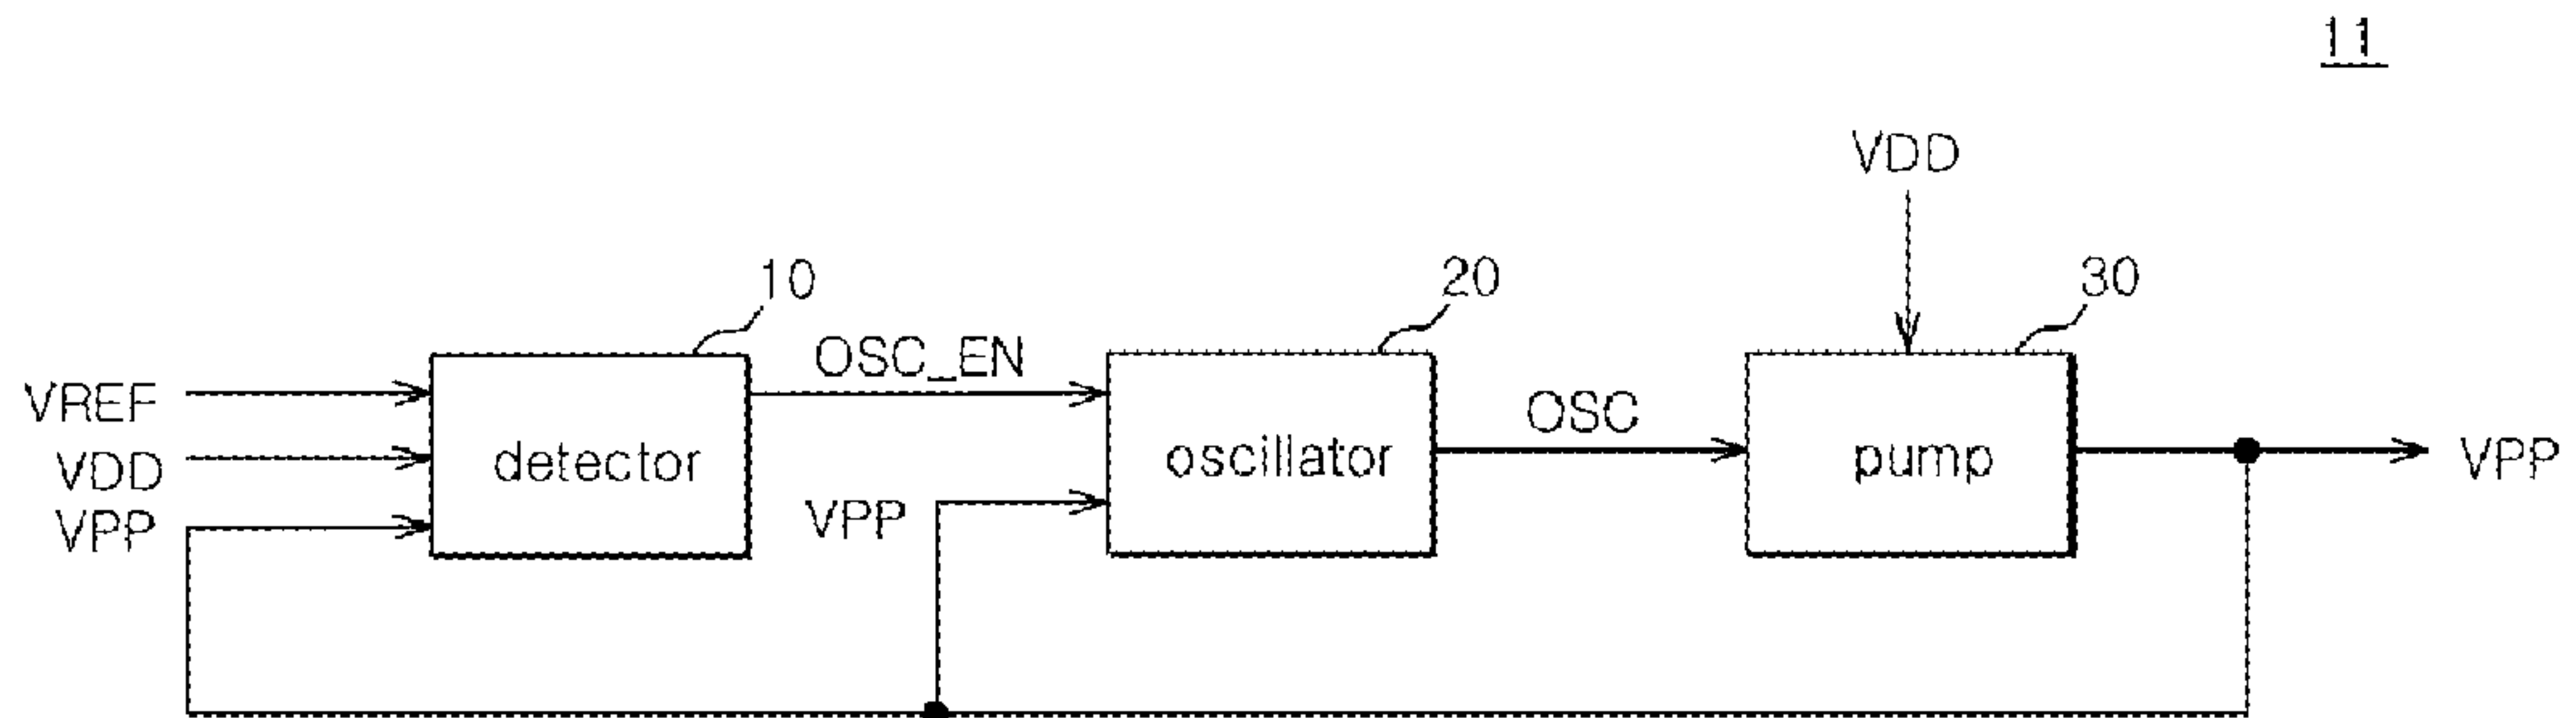 11
VDD
10
20
30
OSC_EN
VREF
OSC
VDD
detector
oscillator
pump
VPP
VPP
VPP